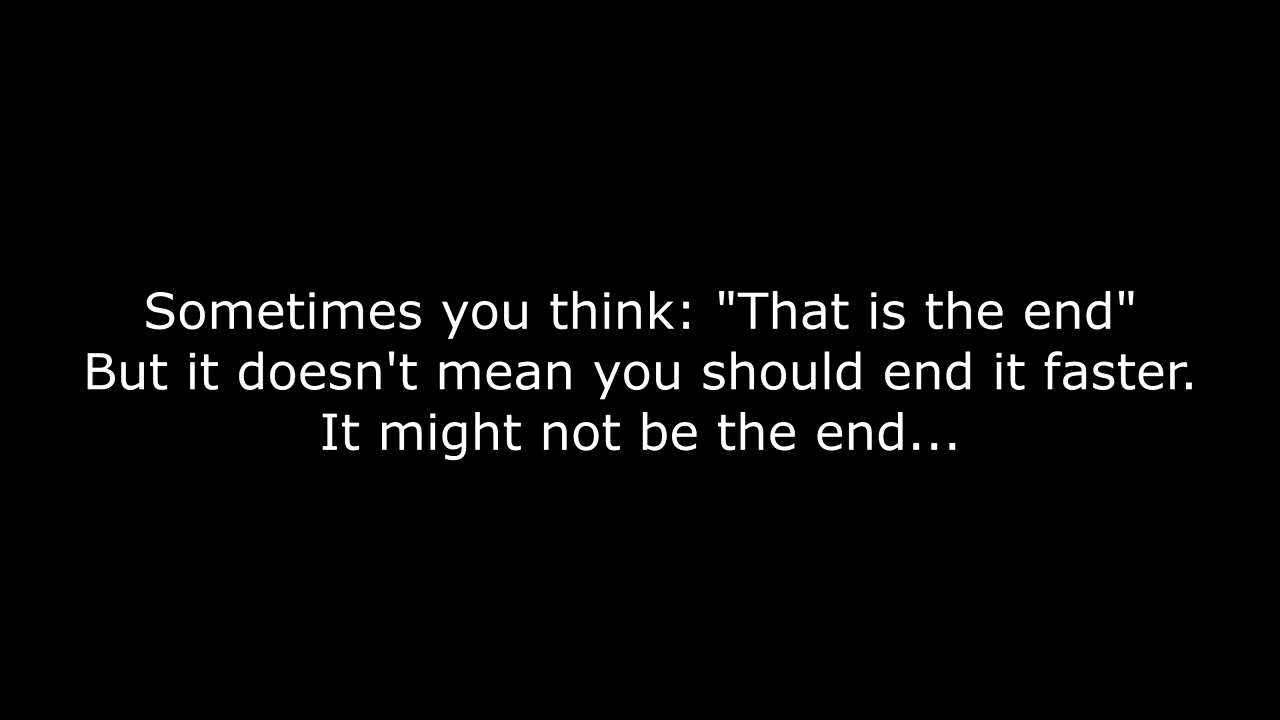 Sometimes you think: "That is the end"
But it doesn't mean you should end it faster.
It might not be the end...